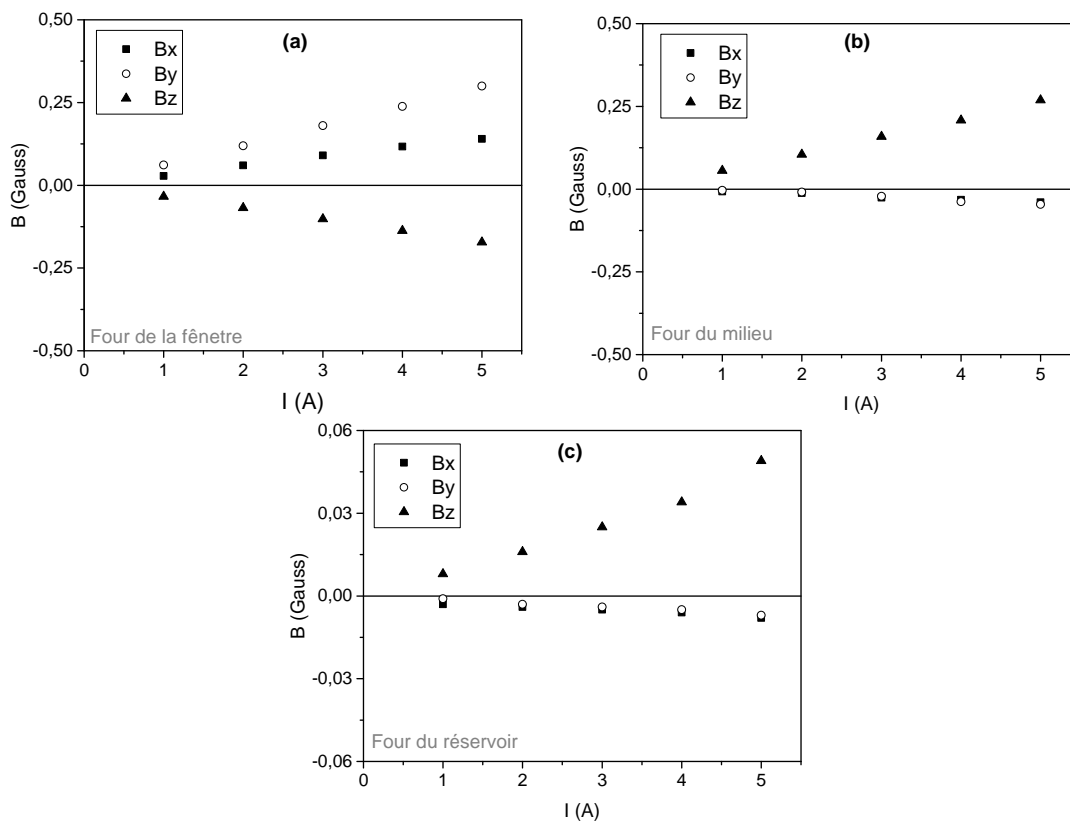 (a)
Bx
By
Bz
0,50
0,25
0,00
-0,25
-0,50
B (Gauss)
Four de la fênetre
0 1 2 3 4 5
I (A)
(b)
Bx
By
Bz
0,50
0,25
0,00
-0,25
-0,50
B (Gauss)
Four du milieu
0 1 2 3 4 5
I (A)
(c)
Bx
By
Bz
0,06
0,03
0,00
-0,03
-0,06
B (Gauss)
Four du réservoir
0 1 2 3 4 5
I (A)